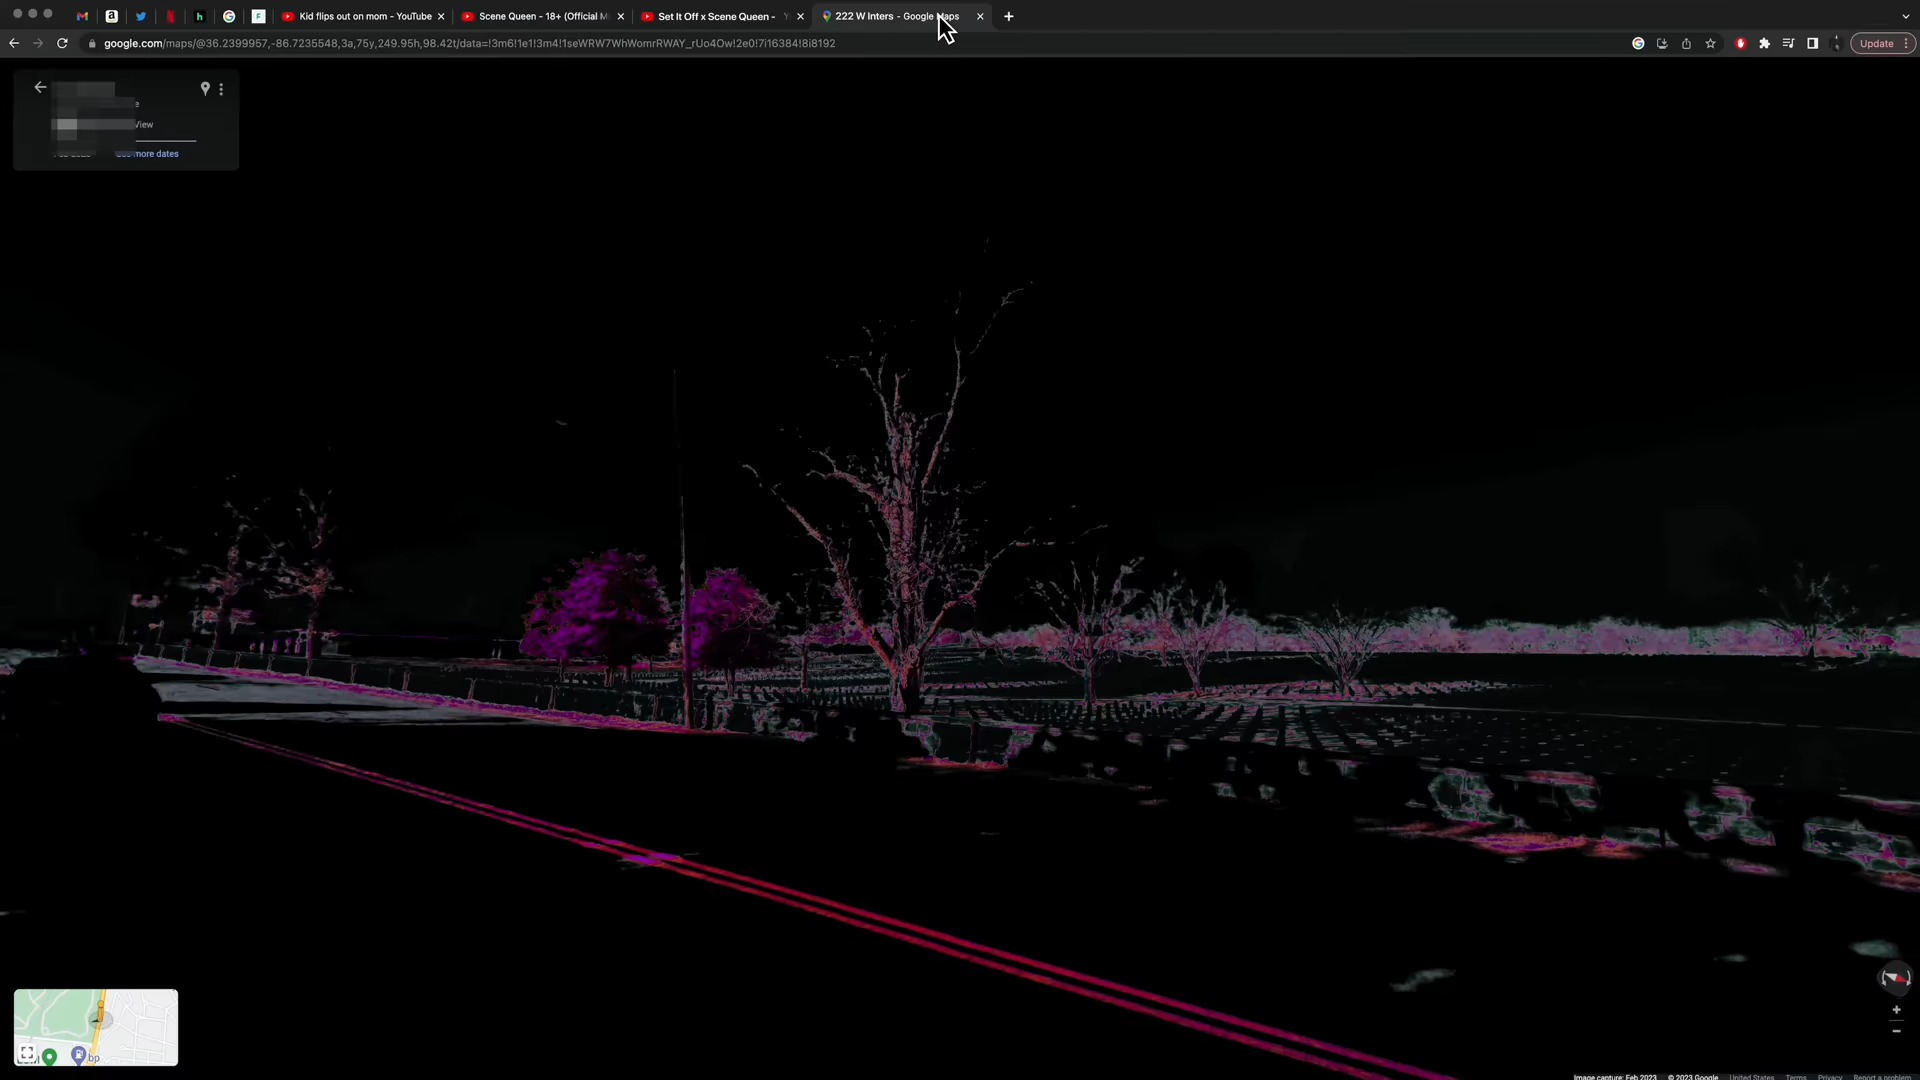 Kid flips out on mom - YouTube
Scene Queen - 18+ (Official M
Set It Off x Scene Queen -
222 W Inters - Google Maps
google.com/maps/@36.2399957,-86.7235548,3a,75y,249.95h,98.42t/data=!3m6!1e1!3m4!1seWRW7WhWomrRWAY_rUo4Ow!2e0!7i16384!8i8192
Update
e
View
more dates
bp
Image capture: Feb 2023 © 2023 Google United States Terms Privacy Report a problem